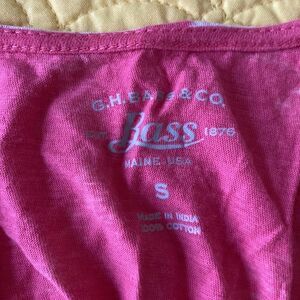 G.H. BASS & CO.
EST. Bass 1876
MAINE, USA
S
MADE IN INDIA
100% COTTON